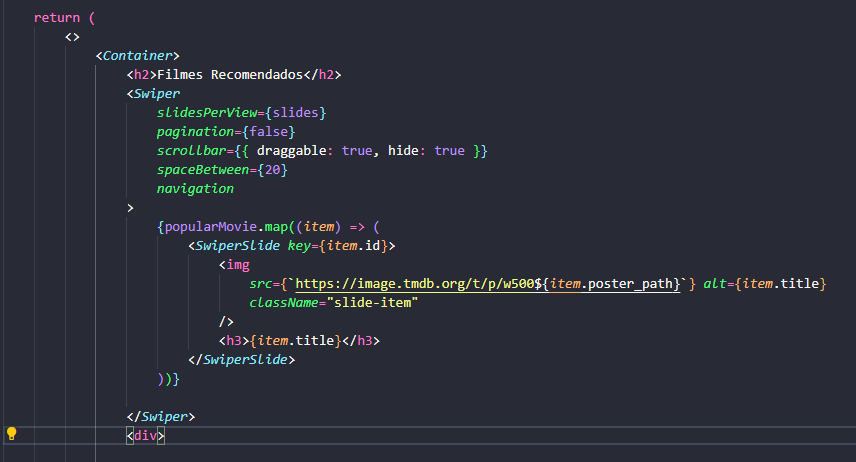 return (
<>
<Container>
<h2>Filmes Recomendados</h2>
<Swiper
slidesPerView={slides}
pagination={false}
scrollbar={{ draggable: true, hide: true }}
spaceBetween={20}
navigation
>
{popularMovie.map((item) => (
<SwiperSlide key={item.id}>
<img
src={`https://image.tmdb.org/t/p/w500${item.poster_path}`} alt={item.title}
className="slide-item"
/>
<h3>{item.title}</h3>
</SwiperSlide>
))}
</Swiper>
<div>